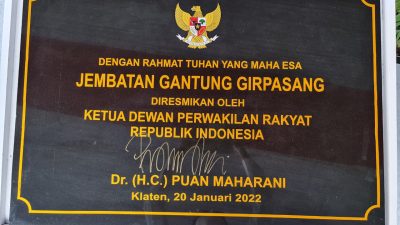 DENGAN RAHMAT TUHAN YANG MAHA ESA
JEMBATAN GANTUNG GIRPASANG
DIRESMIKAN OLEH
KETUA DEWAN PERWAKILAN RAKYAT
REPUBLIK INDONESIA
Dr. (H.C.) PUAN MAHARANI
Klaten, 20 Januari 2022